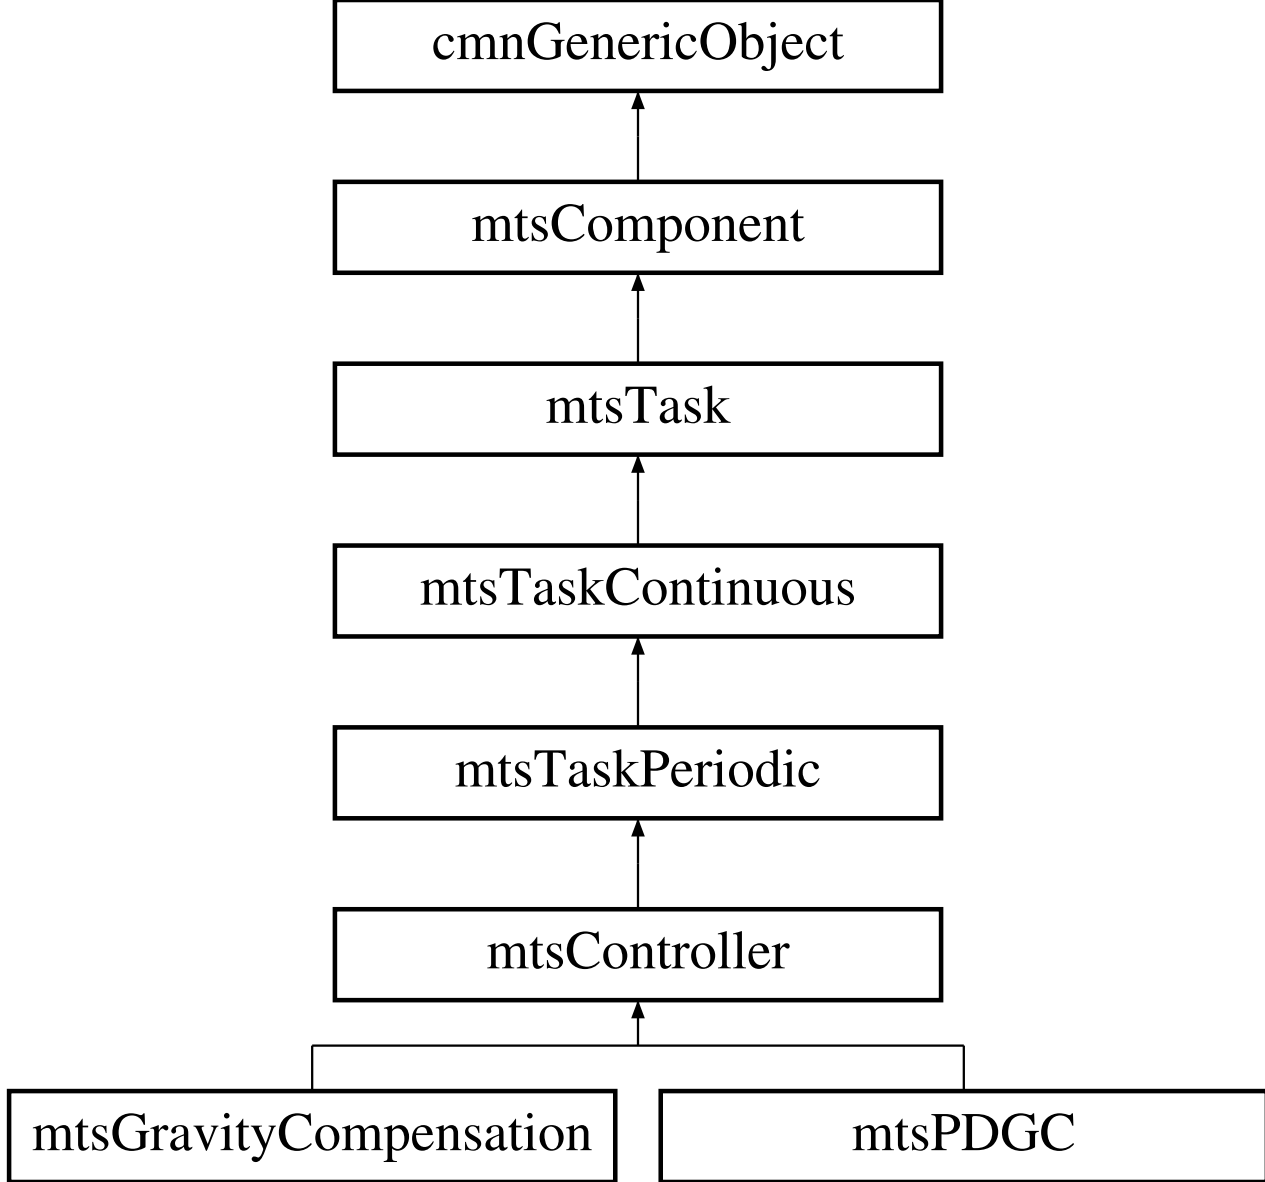 cmnGenericObject
mtsComponent
mtsTask
mtsTaskContinuous
mtsTaskPeriodic
mtsController
mtsGravityCompensation
mtsPDGC